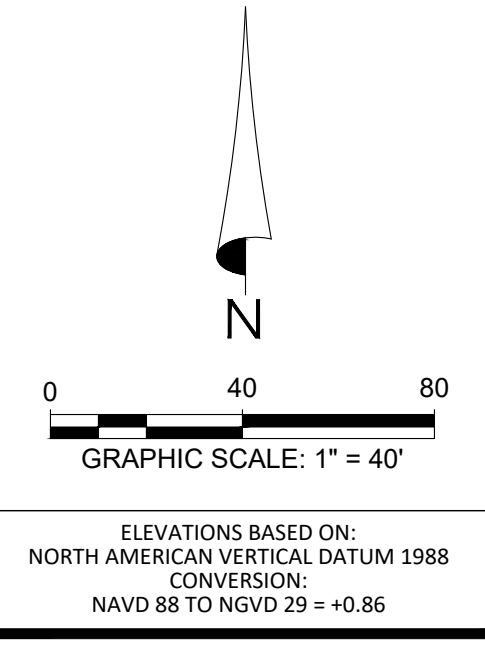 N
0 40 80
GRAPHIC SCALE: 1" = 40'
ELEVATIONS BASED ON:
NORTH AMERICAN VERTICAL DATUM 1988
CONVERSION:
NAVD 88 TO NGVD 29 = +0.86